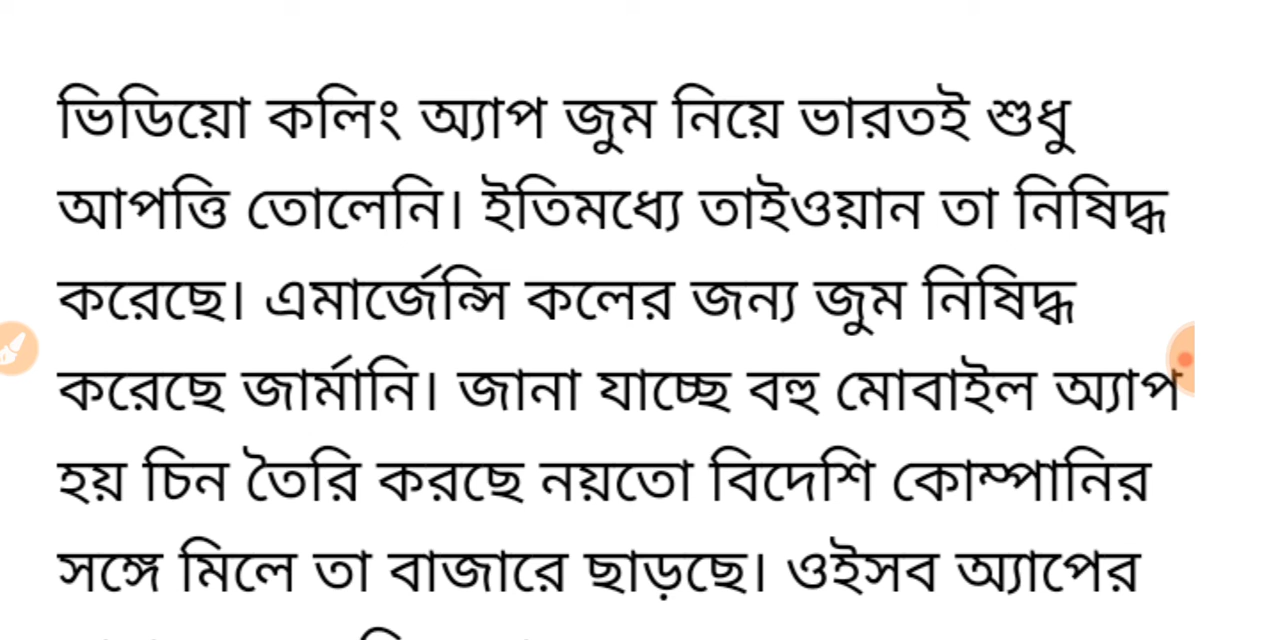 ভিডিয়ো কলিং অ্যাপ জুম নিয়ে ভারতই শুধু
আপত্তি তোলেনি। ইতিমধ্যে তাইওয়ান তা নিষিদ্ধ
করেছে। এমার্জেন্সি কলের জন্য জুম নিষিদ্ধ
করেছে জার্মানি। জানা যাচ্ছে বহু মোবাইল অ্যাপ
হয় চিন তৈরি করছে নয়তো বিদেশি কোম্পানির
সঙ্গে মিলে তা বাজারে ছাড়ছে। ওইসব অ্যাপের